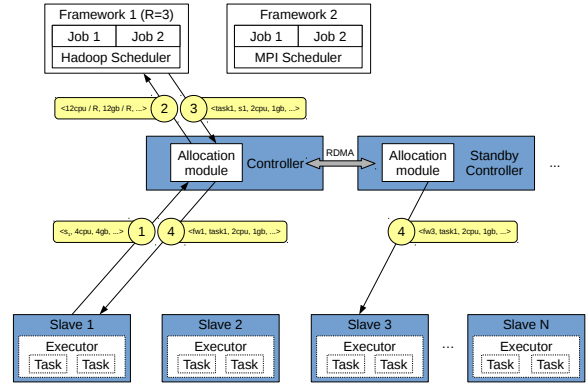 Framework 1 (R=3)
Job 1 Job 2
Hadoop Scheduler
Framework 2
Job 1 Job 2
MPI Scheduler
<12cpu / R, 12gb / R, ...> 2
3 <task1, s1, 2cpu, 1gb, ...>
Allocation
module
Controller
RDMA
Allocation
module
Standby
Controller
...
<s₁, 4cpu, 4gb, ...> 1
4 <fw1, task1, 2cpu, 1gb, ...>
4 <fw3, task1, 2cpu, 1gb, ...>
Slave 1
Executor
Task Task
Slave 2
Executor
Task Task
Slave 3
Executor
Task Task
...
Slave N
Executor
Task Task